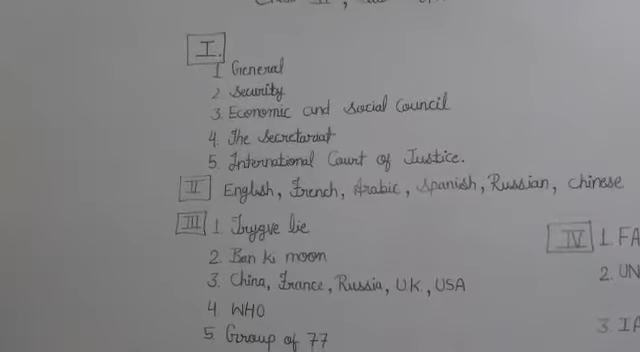 I.
1 General
2 Security
3. Economic and Social Council
4. The Secretariat
5. International Court of Justice.
II English, French, Arabic, Spanish, Russian, Chinese
III 1. Trygve lie
2. Ban ki moon
3. China, France, Russia, U.K, USA
4 WHO
5. Group of 77
IV 1. FA
2. UN
3. IA